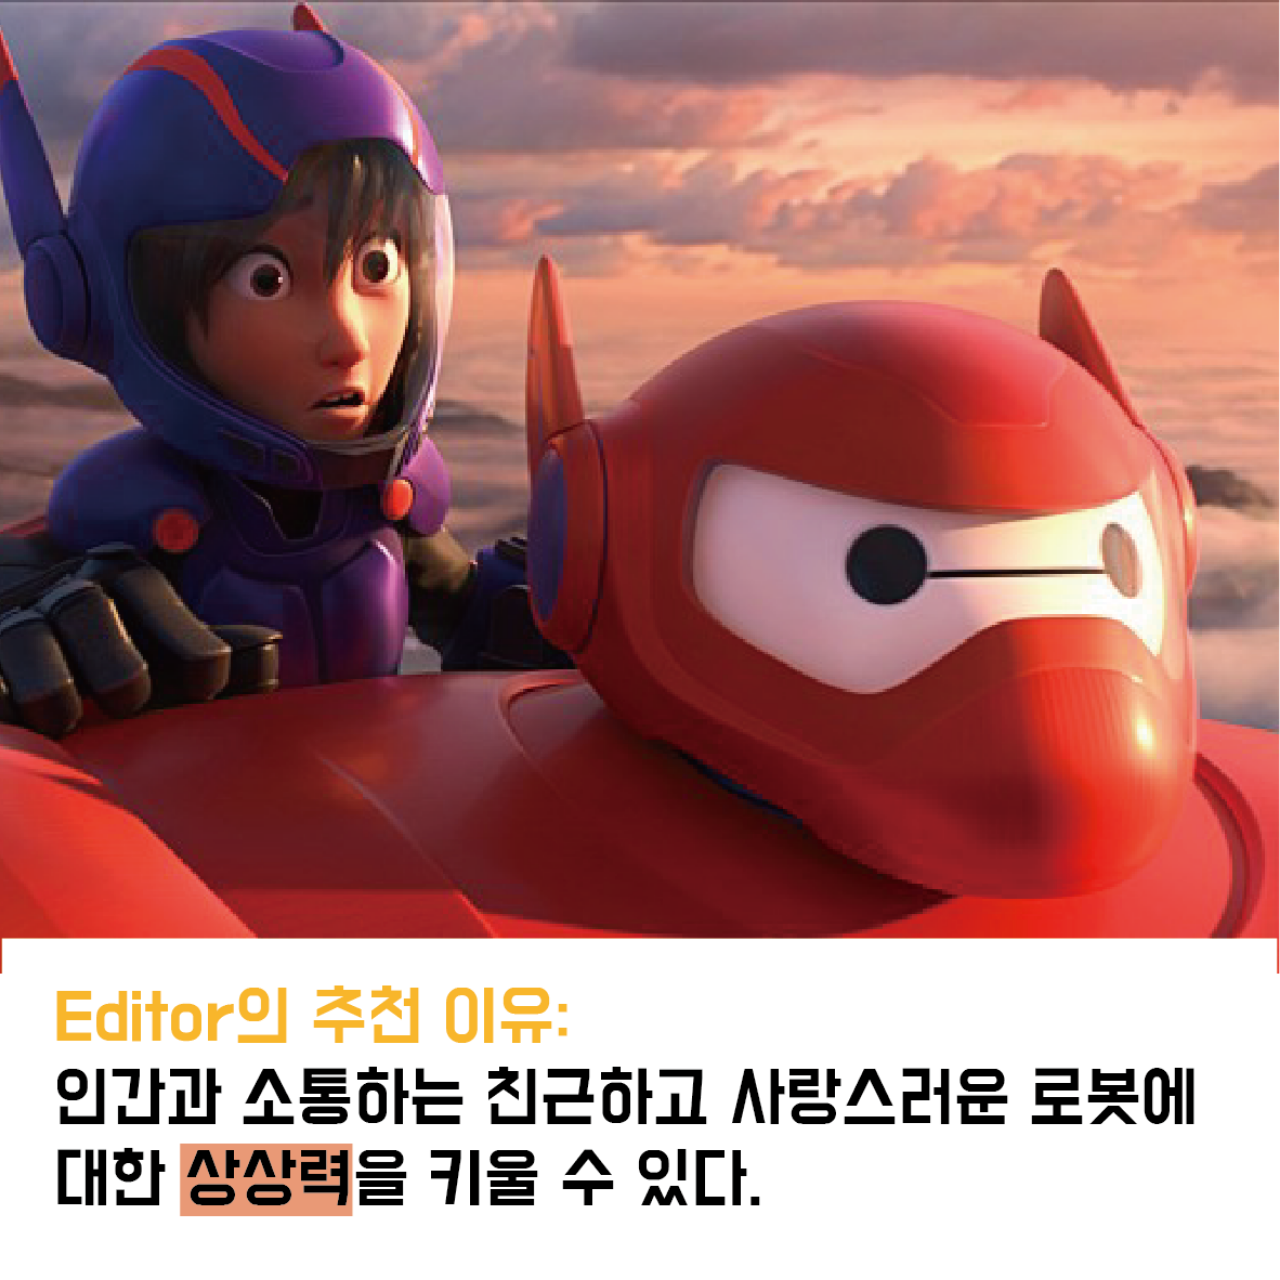 Editor의 추천 이유:
인간과 소통하는 친근하고 사랑스러운 로봇에
대한 상상력을 키울 수 있다.